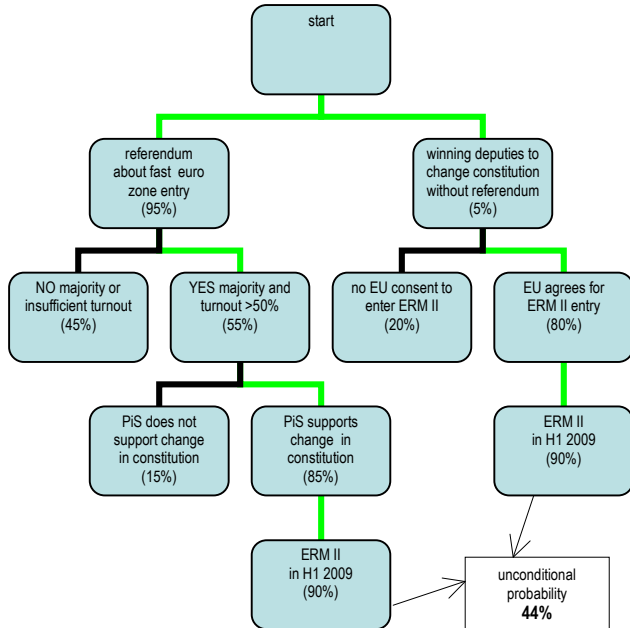 start
referendum
about fast euro
zone entry
(95%)
winning deputies to
change constitution
without referendum
(5%)
NO majority or
insufficient turnout
(45%)
YES majority and
turnout >50%
(55%)
no EU consent to
enter ERM II
(20%)
EU agrees for
ERM II entry
(80%)
PiS does not
support change
in constitution
(15%)
PiS supports
change in
constitution
(85%)
ERM II
in H1 2009
(90%)
ERM II
in H1 2009
(90%)
unconditional
probability
44%